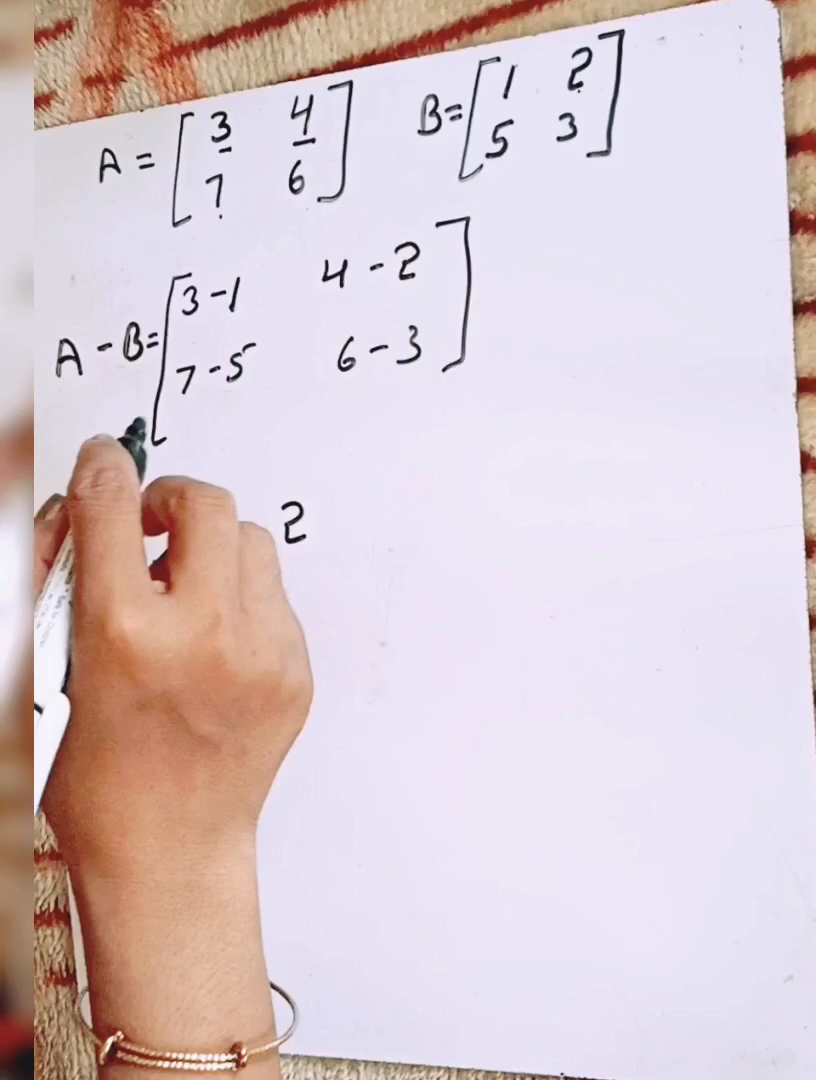 A = [ 3 4 B = [ 1 2 ]
7 6 ] 5 3
A - B = [ 3-1 4-2 ]
7-5 6-3
2